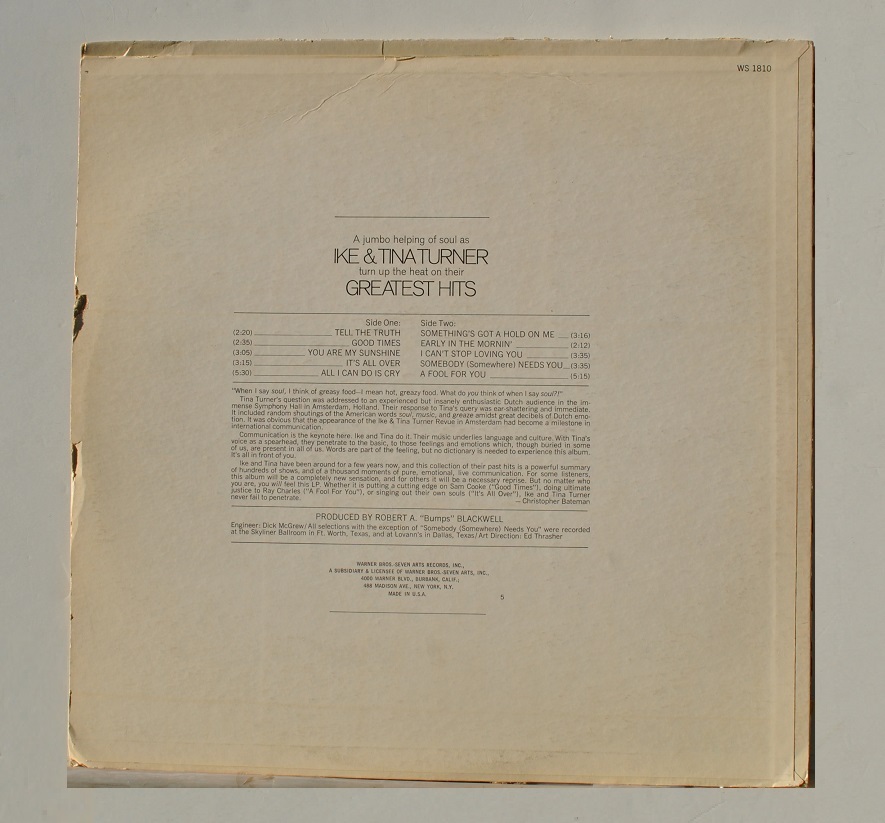 WS 1810
A jumbo helping of soul as
IKE & TINA TURNER
turn up the heat on their
GREATEST HITS
Side One:
(2:20) TELL THE TRUTH
(2:35) GOOD TIMES
(3:05) YOU ARE MY SUNSHINE
(3:15) IT'S ALL OVER
(5:30) ALL I CAN DO IS CRY
Side Two:
SOMETHING'S GOT A HOLD ON ME (3:16)
EARLY IN THE MORNIN' (2:12)
I CAN'T STOP LOVING YOU (3:35)
SOMEBODY (Somewhere) NEEDS YOU (3:35)
A FOOL FOR YOU (5:15)
"When I say soul, I think of greasy food—I mean hot, greazy food. What do you think of when I say soul?!"
Tina Turner's question was addressed to an experienced but insanely enthusiastic Dutch audience in the im-
mense Symphony Hall in Amsterdam, Holland. Their response to Tina's query was ear-shattering and immediate.
It included random shoutings of the American words soul, music, and greaze amidst great decibels of Dutch emo-
tion. It was obvious that the appearance of the Ike & Tina Turner Revue in Amsterdam had become a milestone in
international communication.
Communication is the keynote here. Ike and Tina do it. Their music underlies language and culture. With Tina's
voice as a spearhead, they penetrate to the basic, to those feelings and emotions which, though buried in some
of us, are present in all of us. Words are part of the feeling, but no dictionary is needed to experience this album.
It's all in front of you.
Ike and Tina have been around for a few years now, and this collection of their past hits is a powerful summary
of hundreds of shows, and of a thousand moments of pure, emotional, live communication. For some listeners
this album will be a completely new sensation, and for others it will be a necessary reprise. But no matter who
you are, you will feel this LP. Whether it is putting a cutting edge on Sam Cooke ("Good Times"), doing ultimate
justice to Ray Charles ("A Fool For You"), or singing out their own souls ("It's All Over"), Ike and Tina Turner
never fail to penetrate.
— Christopher Bateman
PRODUCED BY ROBERT A. "Bumps" BLACKWELL
Engineer: Dick McGrew/All selections with the exception of "Somebody (Somewhere) Needs You" were recorded
at the Skyliner Ballroom in Ft. Worth, Texas, and at Lovann's in Dallas, Texas/Art Direction: Ed Thrasher
WARNER BROS.-SEVEN ARTS RECORDS, INC.,
A SUBSIDIARY & LICENSEE OF WARNER BROS.-SEVEN ARTS, INC.,
4000 WARNER BLVD., BURBANK, CALIF.;
488 MADISON AVE., NEW YORK, N.Y.
MADE IN U.S.A.
5